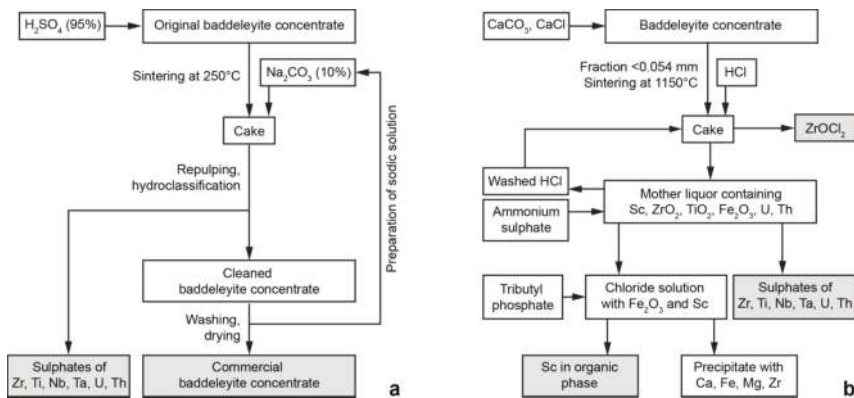 H₂SO₄ (95%)
Original baddeleyite concentrate
Sintering at 250°C
Na₂CO₃ (10%)
Cake
Repulping,
hydroclassification
Preparation of sodic solution
Cleaned
baddeleyite concentrate
Washing,
drying
Sulphates of
Zr, Ti, Nb, Ta, U, Th
Commercial
baddeleyite concentrate
a
CaCO₃, CaCl
Baddeleyite concentrate
Fraction <0.054 mm
Sintering at 1150°C
HCl
Cake
ZrOCl₂
Washed HCl
Mother liquor containing
Sc, ZrO₂, TiO₂, Fe₂O₃, U, Th
Ammonium
sulphate
Tributyl
phosphate
Chloride solution
with Fe₂O₃ and Sc
Sulphates of
Zr, Ti, Nb, Ta, U, Th
Sc in organic
phase
Precipitate with
Ca, Fe, Mg, Zr
b